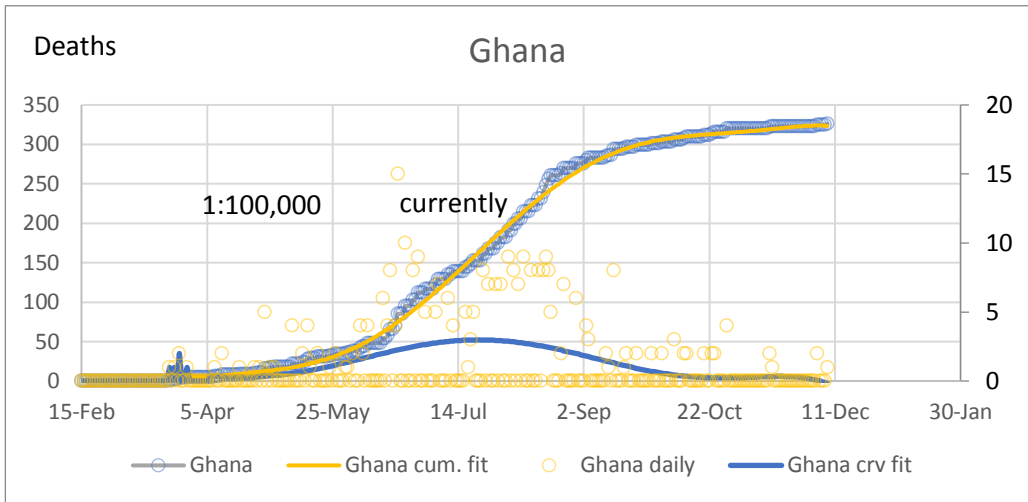 Deaths
Ghana
350
300
250
200
150
100
50
0
20
15
10
5
0
1:100,000 currently
15-Feb 5-Apr 25-May 14-Jul 2-Sep 22-Oct 11-Dec 30-Jan
Ghana Ghana cum. fit Ghana daily Ghana crv fit